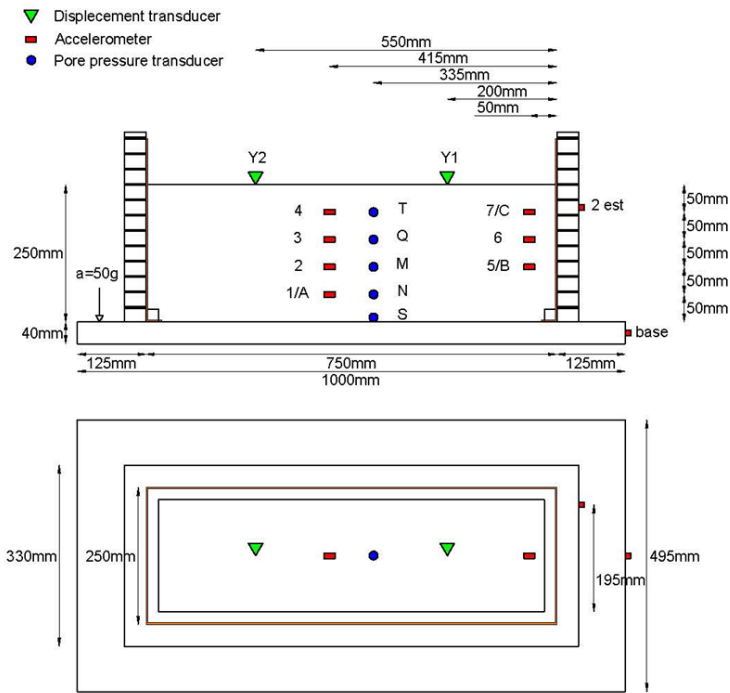 Displecement transducer
Accelerometer
Pore pressure transducer
550mm
415mm
335mm
200mm
50mm
Y2
Y1
4
T
7/C
2 est
50mm
3
Q
6
50mm
250mm
2
M
5/B
50mm
a=50g
1/A
N
50mm
S
50mm
40mm
base
125mm
750mm
125mm
1000mm
330mm
250mm
195mm
495mm